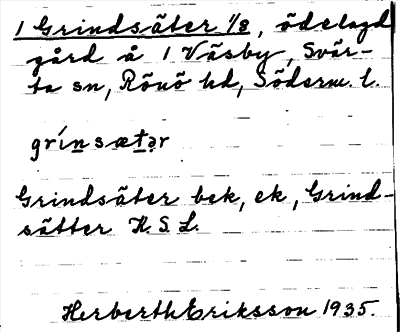 1 Grindsäter 1/8, ödelagd
gård å 1 Väsby, Svär-
ta sn, Rönö hd, Söderm. l.
grínsætər
Grindsäter bek, ek, Grind-
sätter H. S. L.
Herberth Eriksson 1935.